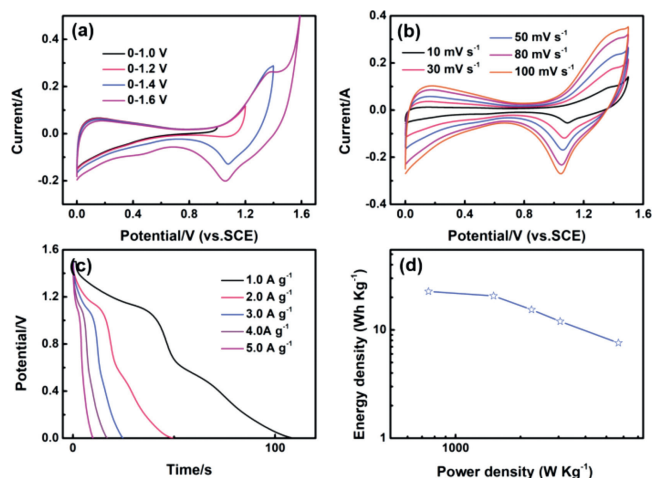 (a)
0-1.0 V
0-1.2 V
0-1.4 V
0-1.6 V
0.4
0.2
0.0
-0.2
0.0 0.4 0.8 1.2 1.6
Current/A
Potential/V (vs.SCE)
(b)
10 mV s⁻¹
30 mV s⁻¹
50 mV s⁻¹
80 mV s⁻¹
100 mV s⁻¹
0.4
0.2
0.0
-0.2
-0.4
0.0 0.4 0.8 1.2 1.6
Current/A
Potential/V (vs.SCE)
(c)
1.0 A g⁻¹
2.0 A g⁻¹
3.0 A g⁻¹
4.0A g⁻¹
5.0 A g⁻¹
1.6
1.2
0.8
0.4
0.0
0 100
Potential/V
Time/s
(d)
10
1
1000
Energy density (Wh Kg⁻¹)
Power density (W Kg⁻¹)